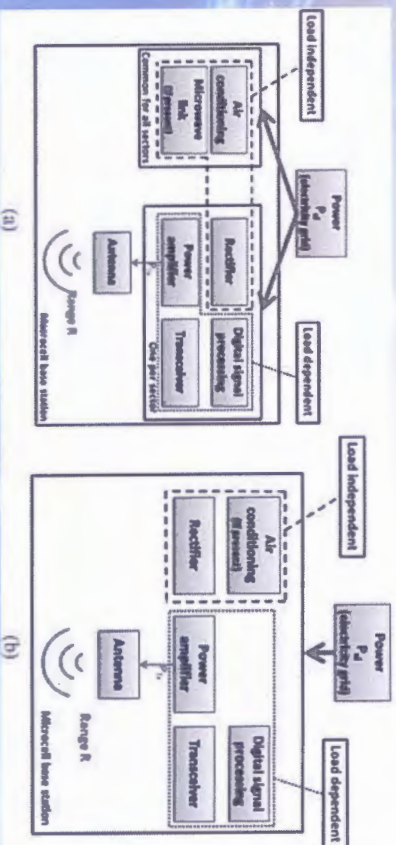 Power
P_el
(electricity grid)
Load independent
Load dependent
Air
conditioning
Microwave
link
(if present)
Common for all sectors
Rectifier
Digital signal
processing
Power
amplifier
Transceiver
One per sector
Antenna
Range R
Macrocell base station
(a)
Power
P_el
(electricity grid)
Load independent
Load dependent
Air
conditioning
(if present)
Rectifier
Digital signal
processing
Power
amplifier
Transceiver
Antenna
Range R
Microcell base station
(b)